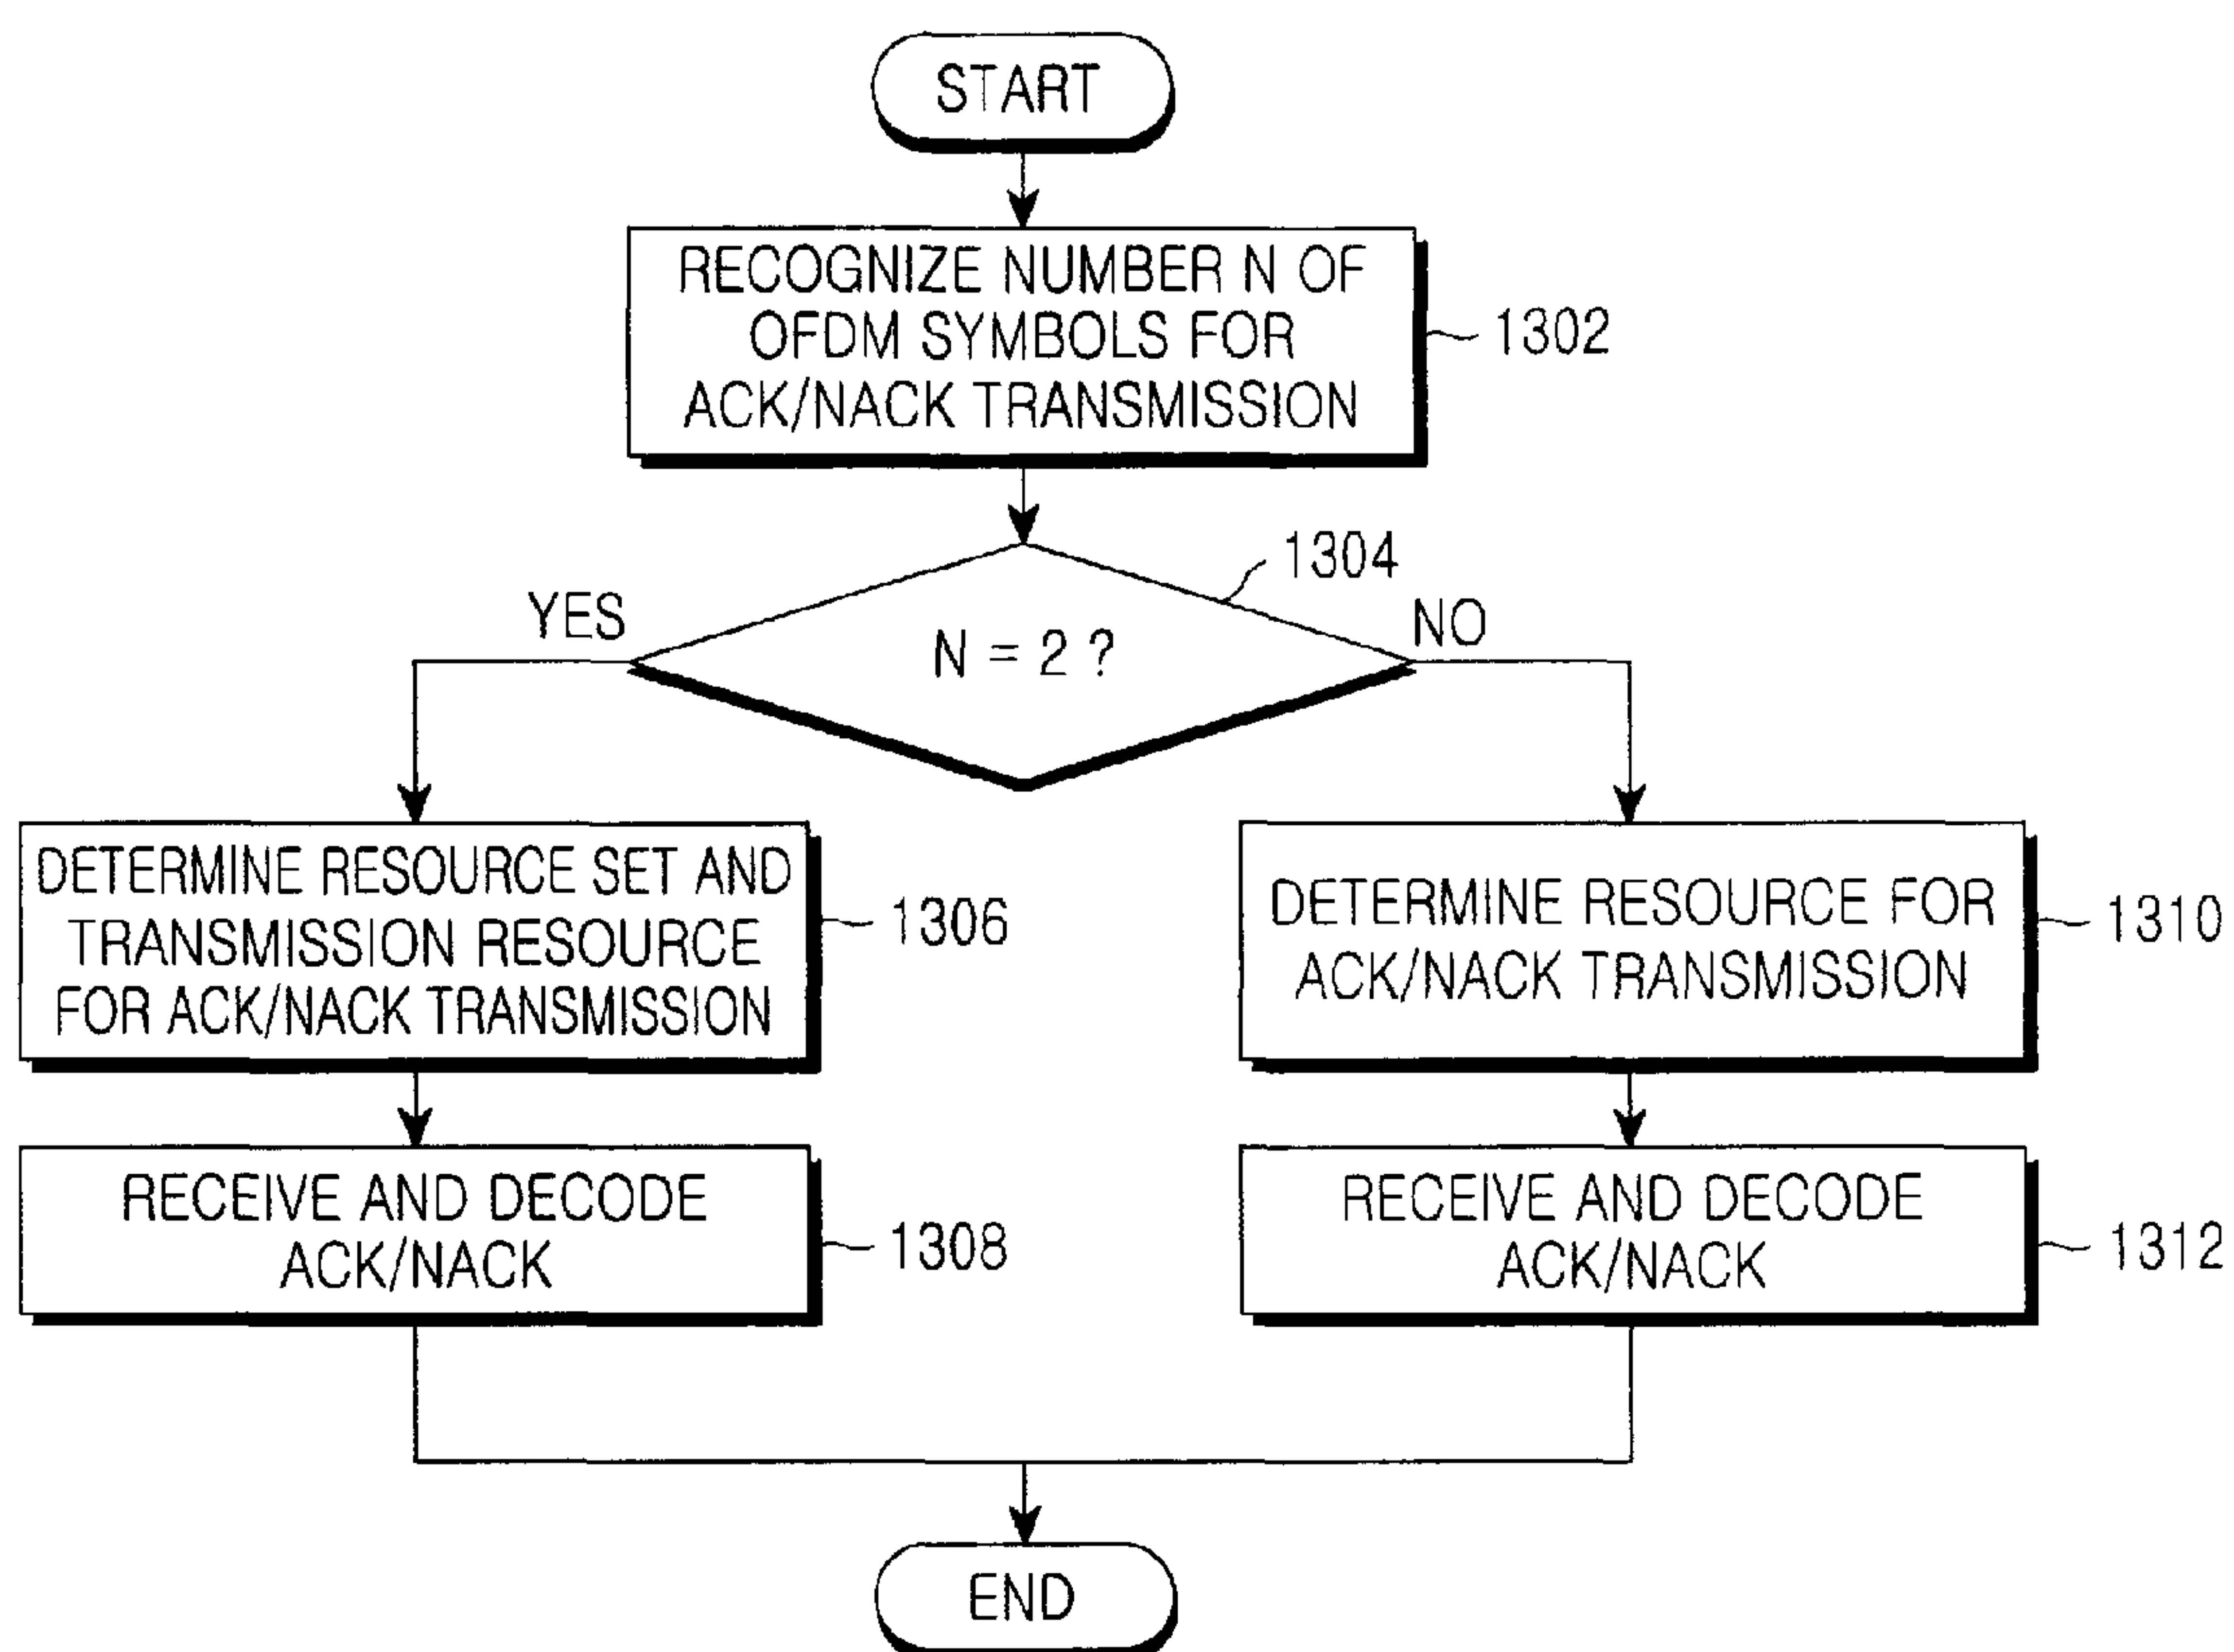 START
RECOGNIZE NUMBER N OF
OFDM SYMBOLS FOR
ACK/NACK TRANSMISSION
1302
1304
YES
N = 2 ?
NO
DETERMINE RESOURCE SET AND
TRANSMISSION RESOURCE
FOR ACK/NACK TRANSMISSION
1306
DETERMINE RESOURCE FOR
ACK/NACK TRANSMISSION
1310
RECEIVE AND DECODE
ACK/NACK
1308
RECEIVE AND DECODE
ACK/NACK
1312
END